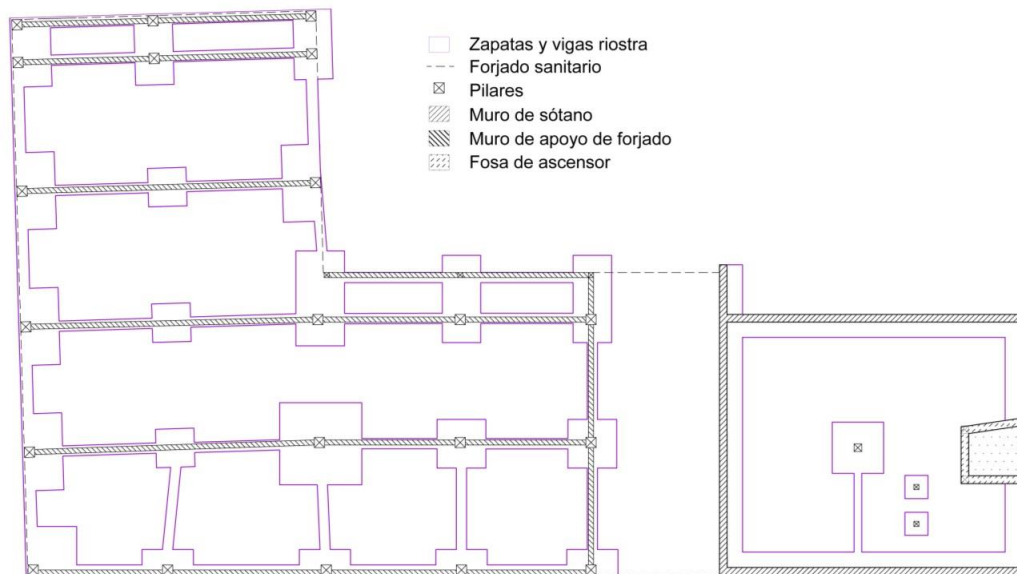 Zapatas y vigas riostra
Forjado sanitario
Pilares
Muro de sótano
Muro de apoyo de forjado
Fosa de ascensor